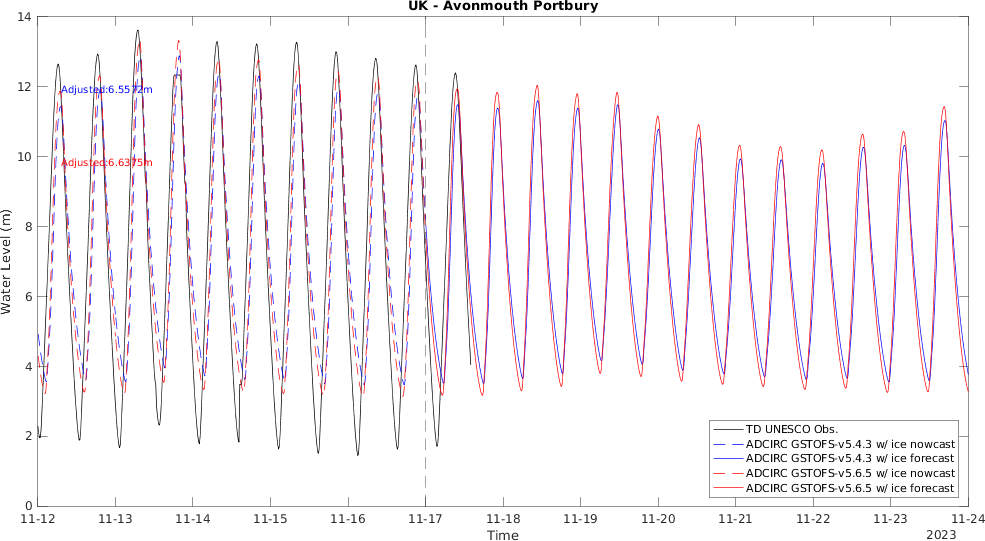 UK - Avonmouth Portbury
14
12
10
8
6
4
2
0
Water Level (m)
Adjusted:6.5572m
Adjusted:6.6375m
TD UNESCO Obs.
ADCIRC GSTOFS-v5.4.3 w/ ice nowcast
ADCIRC GSTOFS-v5.4.3 w/ ice forecast
ADCIRC GSTOFS-v5.6.5 w/ ice nowcast
ADCIRC GSTOFS-v5.6.5 w/ ice forecast
11-12 11-13 11-14 11-15 11-16 11-17 11-18 11-19 11-20 11-21 11-22 11-23 11-24
Time
2023